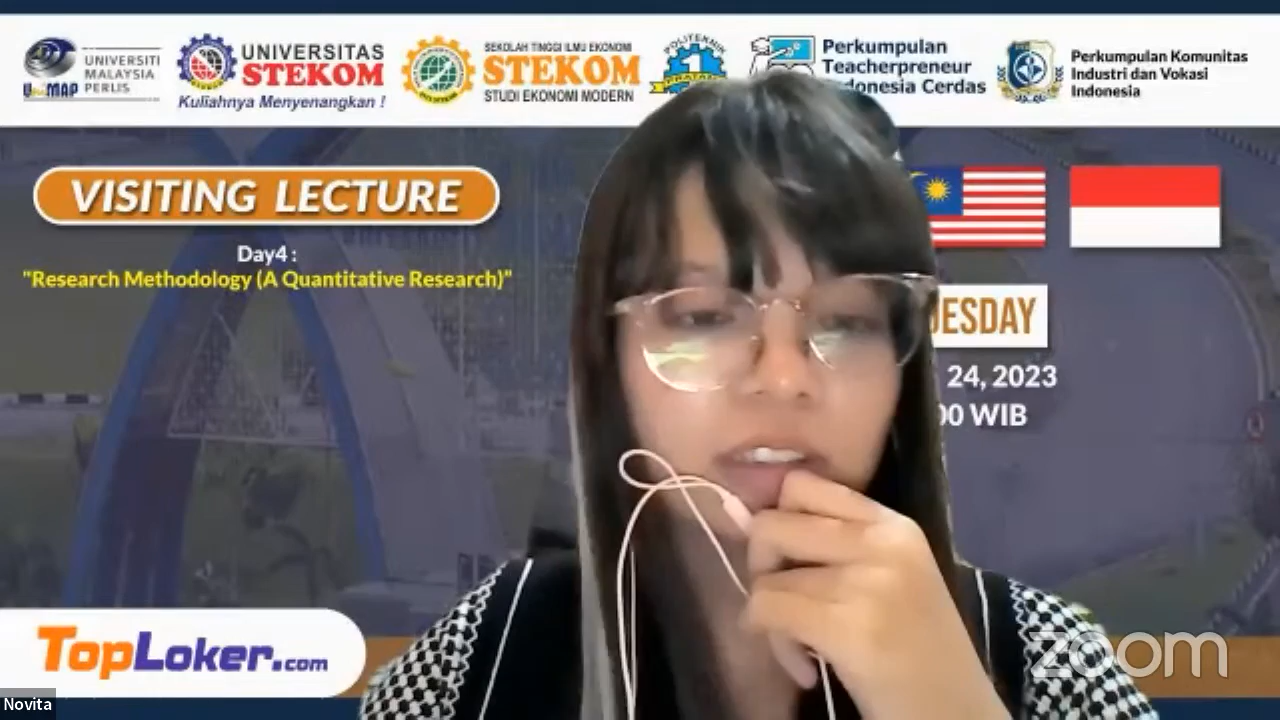 UniMAP
UNIVERSITI
MALAYSIA
PERLIS
UNIVERSITAS
STEKOM
Kuliahnya Menyenangkan !
SEKOLAH TINGGI ILMU EKONOMI
STEKOM
STUDI EKONOMI MODERN
POLITEKNIK
PRATAMA
Perkumpulan
Teacherpreneur
Indonesia Cerdas
Perkumpulan Komunitas
Industri dan Vokasi
Indonesia
VISITING LECTURE
Day4 :
"Research Methodology (A Quantitative Research)"
ESDAY
24, 2023
00 WIB
TopLoker.com
zoom
Novita